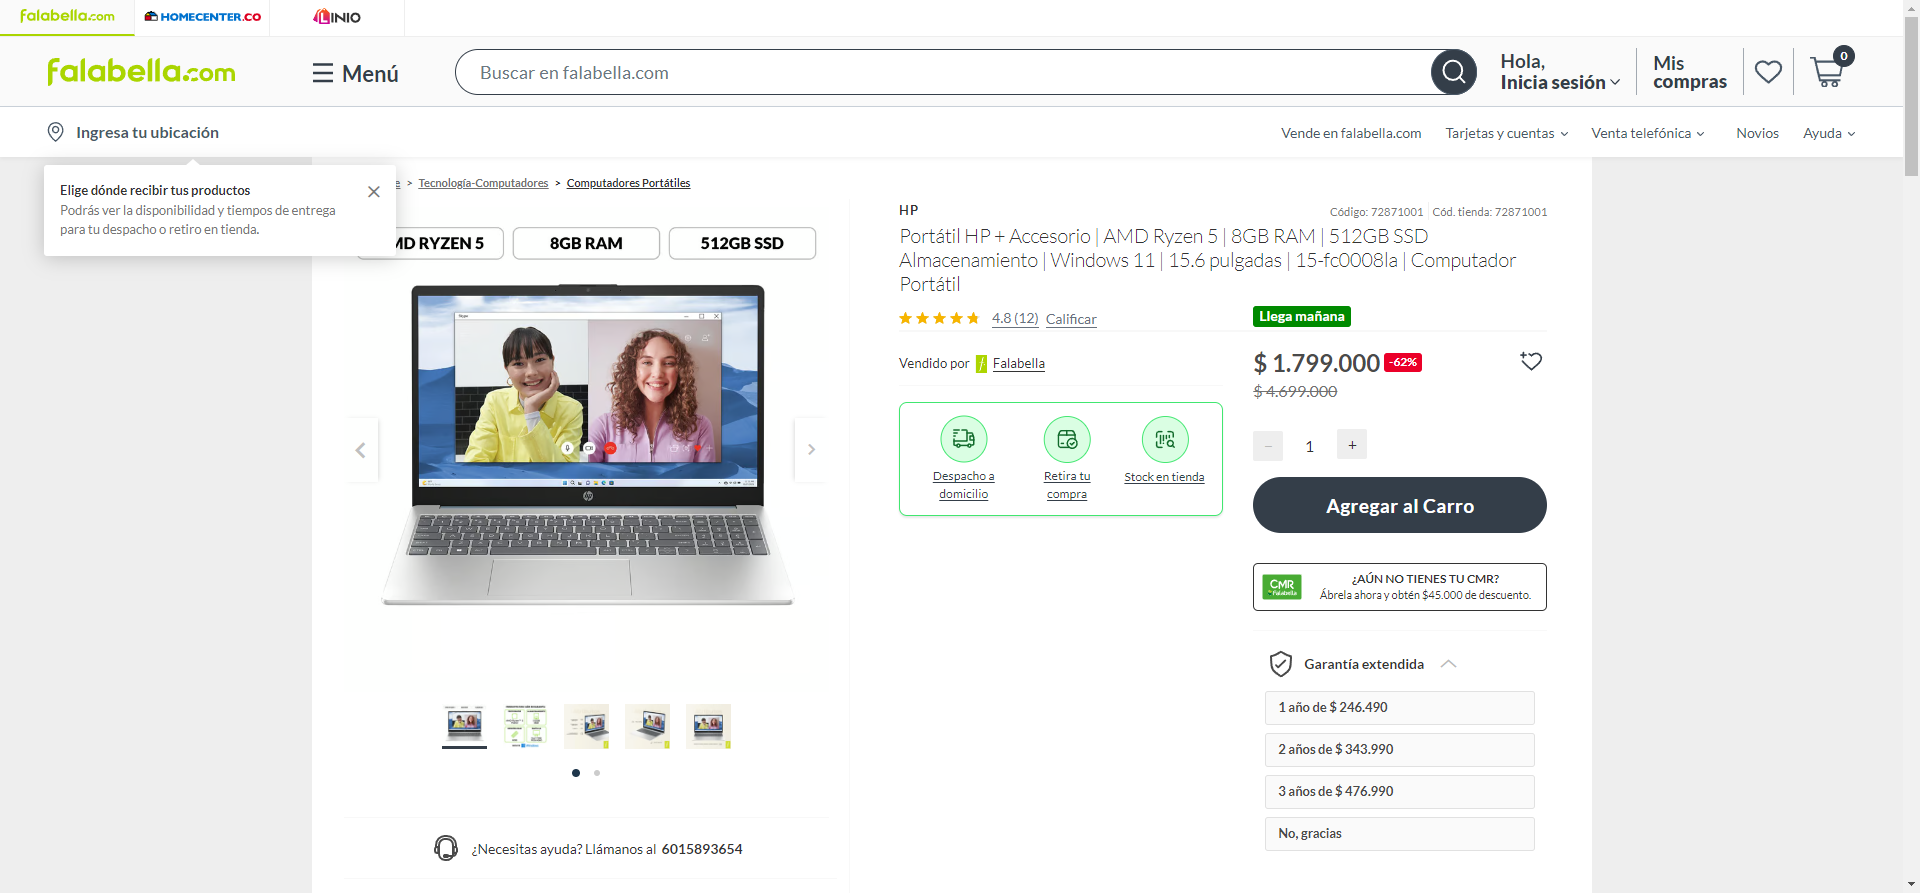 falabella.com
HOMECENTER.CO
LINIO
falabella.com
Menú
Buscar en falabella.com
Hola,
Inicia sesión
Mis
compras
0
Ingresa tu ubicación
Vende en falabella.com
Tarjetas y cuentas
Venta telefónica
Novios
Ayuda
Elige dónde recibir tus productos
Podrás ver la disponibilidad y tiempos de entrega
para tu despacho o retiro en tienda.
> Tecnología-Computadores > Computadores Portátiles
RYZEN 5
8GB RAM
512GB SSD
HP
Código: 72871001
Cód. tienda: 72871001
Portátil HP + Accesorio | AMD Ryzen 5 | 8GB RAM | 512GB SSD
Almacenamiento | Windows 11 | 15.6 pulgadas | 15-fc0008la | Computador
Portátil
4.8 (12)
Calificar
Llega mañana
Vendido por
Falabella
$ 1.799.000
-62%
$ 4.699.000
Despacho a
domicilio
Retira tu
compra
Stock en tienda
- 1 +
Agregar al Carro
CMR
Falabella
¿AÚN NO TIENES TU CMR?
Ábrela ahora y obtén $45.000 de descuento.
Garantía extendida
1 año de $ 246.490
2 años de $ 343.990
3 años de $ 476.990
No, gracias
¿Necesitas ayuda? Llámanos al 6015893654